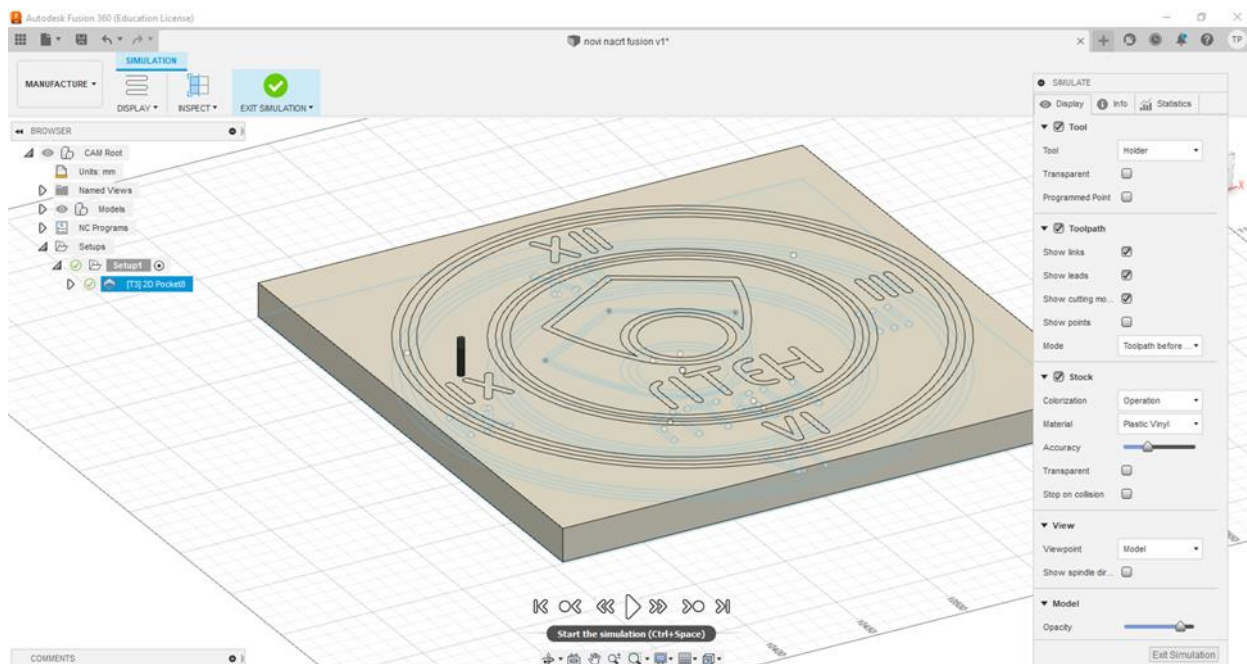 Autodesk Fusion 360 (Education License)
novi nacrt fusion v1*
TP
MANUFACTURE
SIMULATION
DISPLAY
INSPECT
EXIT SIMULATION
BROWSER
CAM Root
Units: mm
Named Views
Models
NC Programs
Setups
Setup1
[T3] 2D Pocket8
XII
III
IX
VI
RITEH
SIMULATE
Display
Info
Statistics
Tool
Tool
Holder
Transparent
Programmed Point
Toolpath
Show links
Show leads
Show cutting mo...
Show points
Mode
Toolpath before ...
Stock
Colorization
Operation
Material
Plastic Vinyl
Accuracy
Transparent
Stop on collision
View
Viewpoint
Model
Show spindle dir...
Model
Opacity
Exit Simulation
X
10500
10450
10400
Start the simulation (Ctrl+Space)
COMMENTS